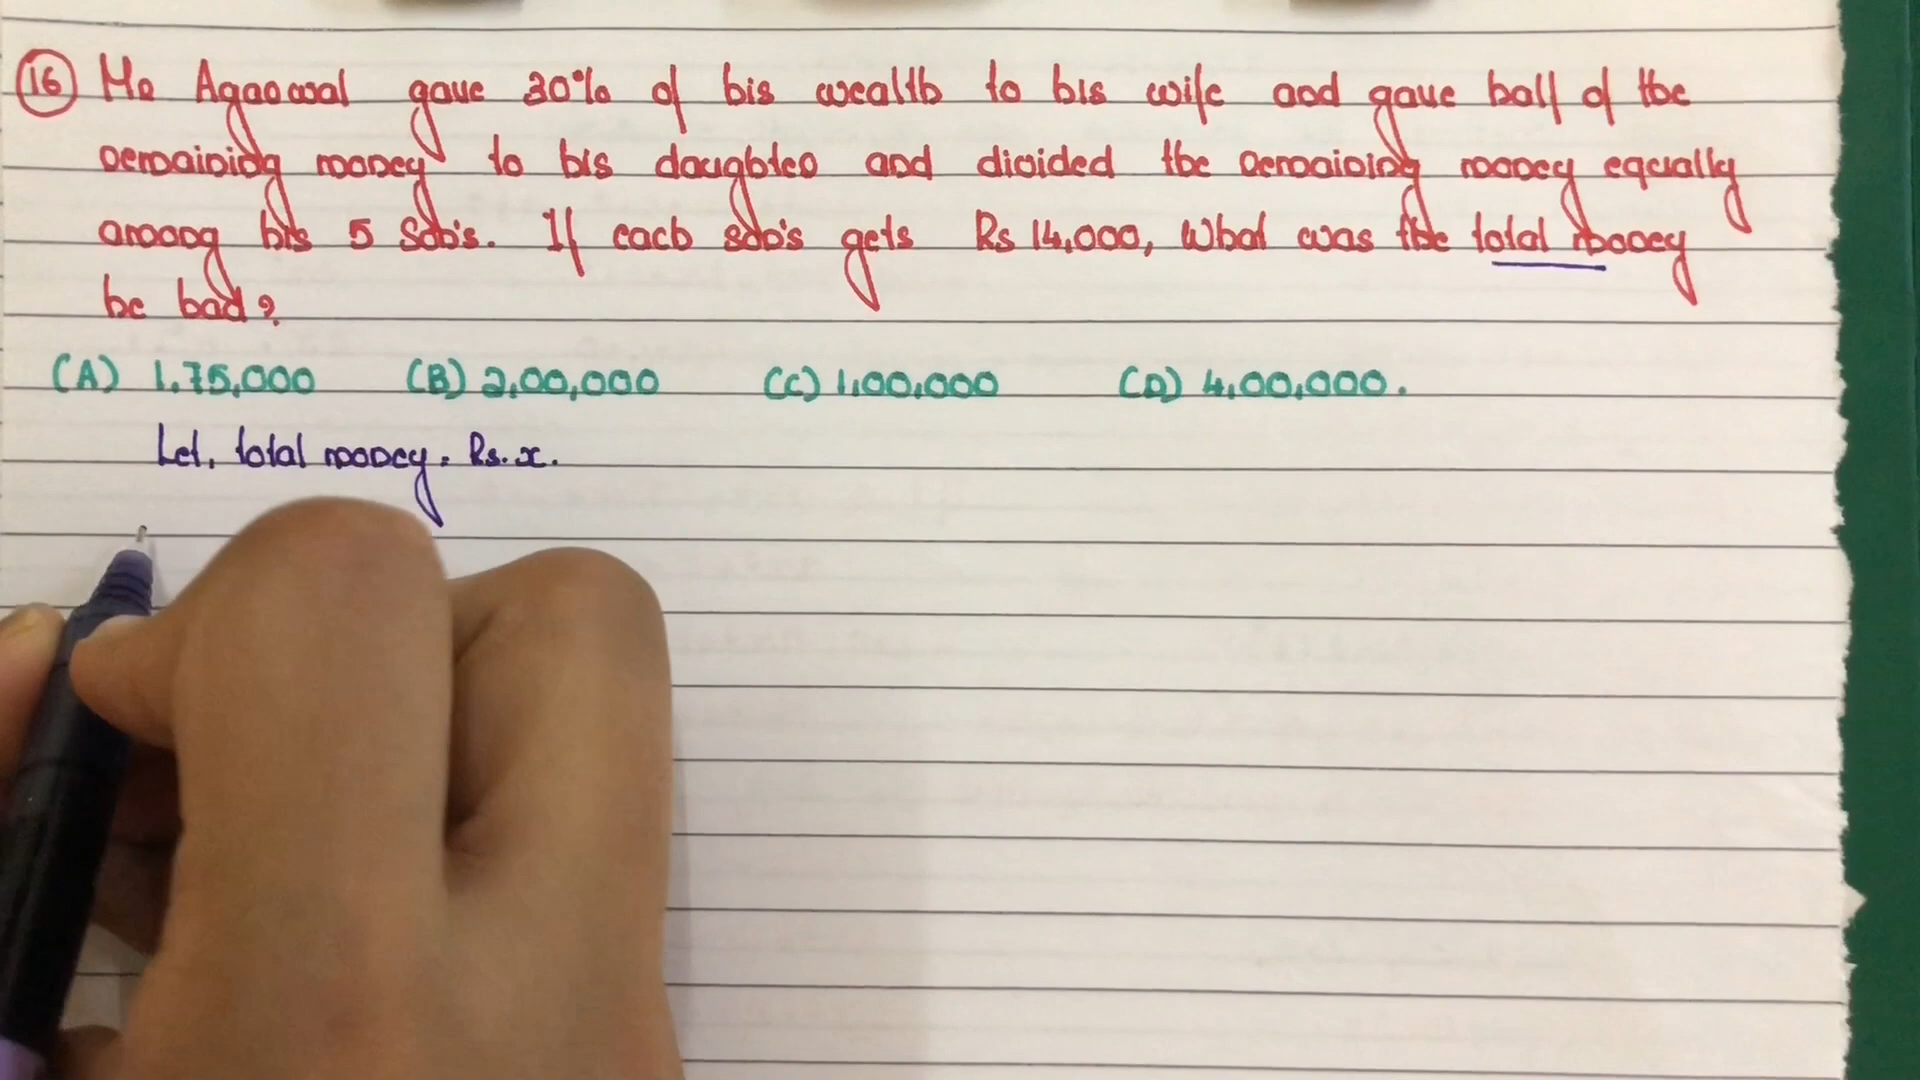 16 Mr Agarwal gave 30% of his wealth to his wife and gave half of the
remaining money to his daughter and divided the remaining money equally
among his 5 Son's. If each son's gets Rs 14,000, What was the total money
he had?
(A) 1,75,000 (B) 2,00,000 (C) 1,00,000 (D) 4,00,000.
Let, total money = Rs. x.